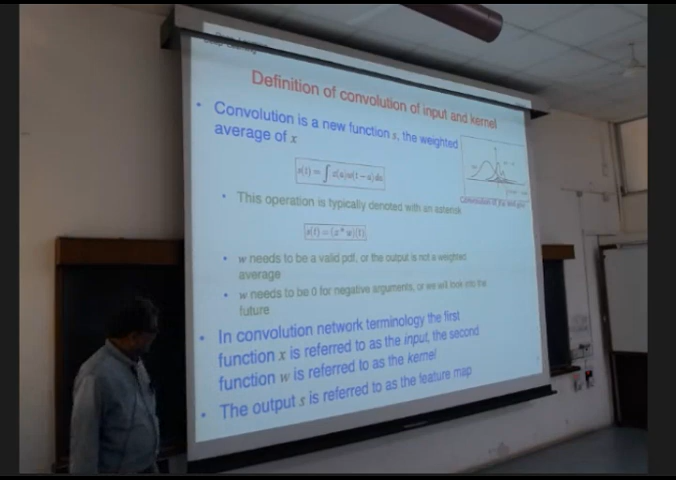 Definition of convolution of input and kernel
• Convolution is a new function s, the weighted
average of x
s(t) = ∫ x(a)w(t − a)da
• This operation is typically denoted with an asterisk
s(t) = (x * w)(t)
• w needs to be a valid pdf, or the output is not a weighted
average
• w needs to be 0 for negative arguments, or we will look into the
future
• In convolution network terminology the first
function x is referred to as the input, the second
function w is referred to as the kernel
• The output s is referred to as the feature map